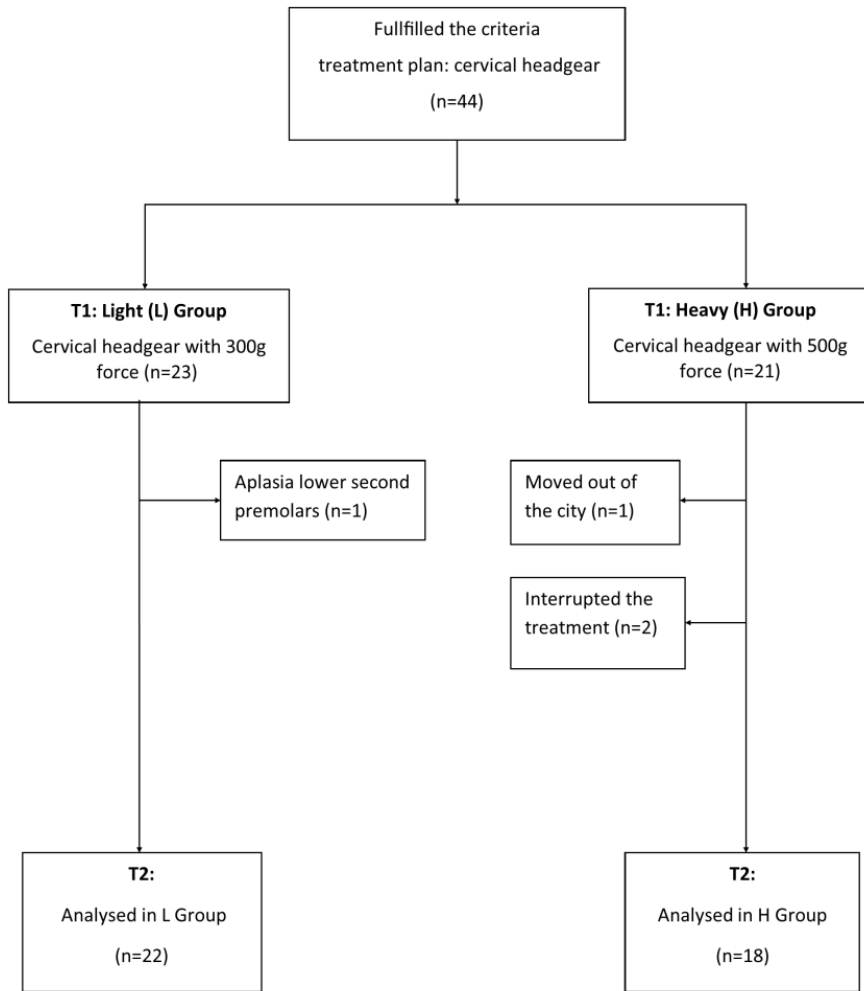 Fullfilled the criteria
treatment plan: cervical headgear
(n=44)
T1: Light (L) Group
Cervical headgear with 300g
force (n=23)
T1: Heavy (H) Group
Cervical headgear with 500g
force (n=21)
Aplasia lower second
premolars (n=1)
Moved out of
the city (n=1)
Interrupted the
treatment (n=2)
T2:
Analysed in L Group
(n=22)
T2:
Analysed in H Group
(n=18)